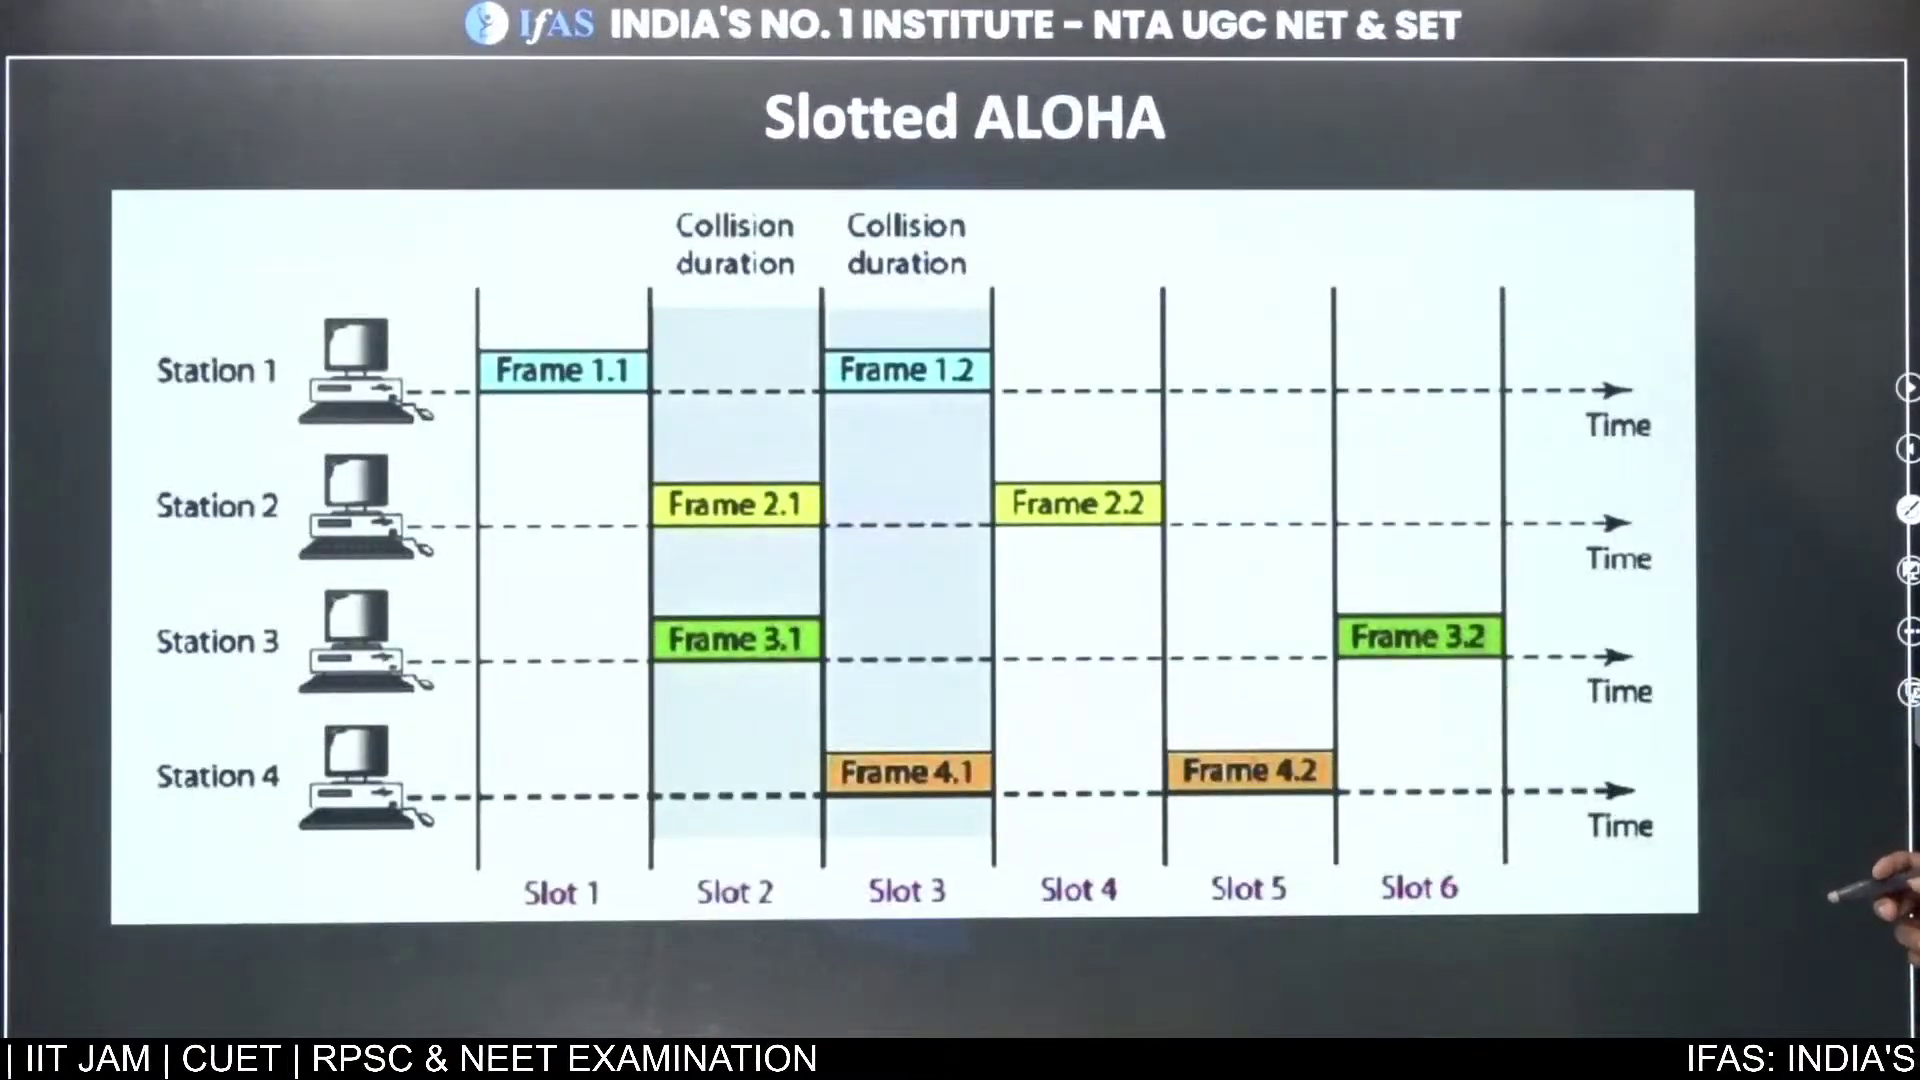 IfAS INDIA'S NO. 1 INSTITUTE - NTA UGC NET & SET
Slotted ALOHA
Collision duration
Collision duration
Station 1
Frame 1.1
Frame 1.2
Time
Station 2
Frame 2.1
Frame 2.2
Time
Station 3
Frame 3.1
Frame 3.2
Time
Station 4
Frame 4.1
Frame 4.2
Time
Slot 1
Slot 2
Slot 3
Slot 4
Slot 5
Slot 6
| IIT JAM | CUET | RPSC & NEET EXAMINATION
IFAS: INDIA'S